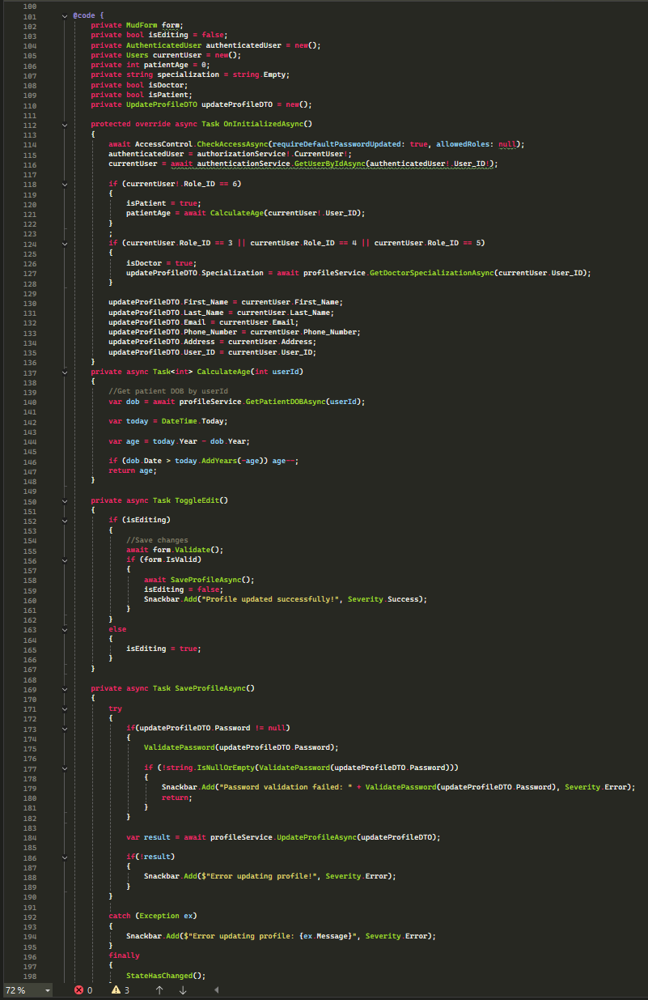 100
101 @code {
102 private MudForm form;
103 private bool isEditing = false;
104 private AuthenticatedUser authenticatedUser = new();
105 private Users currentUser = new();
106 private int patientAge = 0;
107 private string specialization = string.Empty;
108 private bool isDoctor;
109 private bool isPatient;
110 private UpdateProfileDTO updateProfileDTO = new();
111
112 protected override async Task OnInitializedAsync()
113 {
114 await AccessControl.CheckAccessAsync(requireDefaultPasswordUpdated: true, allowedRoles: null);
115 authenticatedUser = authorizationService!.CurrentUser!;
116 currentUser = await authenticationService.GetUserByIdAsync(authenticatedUser!.User_ID!);
117
118 if (currentUser!.Role_ID == 6)
119 {
120 isPatient = true;
121 patientAge = await CalculateAge(currentUser!.User_ID);
122 }
123 ;
124 if (currentUser.Role_ID == 3 || currentUser.Role_ID == 4 || currentUser.Role_ID == 5)
125 {
126 isDoctor = true;
127 updateProfileDTO.Specialization = await profileService.GetDoctorSpecializationAsync(currentUser.User_ID);
128 }
129
130 updateProfileDTO.First_Name = currentUser.First_Name;
131 updateProfileDTO.Last_Name = currentUser.Last_Name;
132 updateProfileDTO.Email = currentUser.Email;
133 updateProfileDTO.Phone_Number = currentUser.Phone_Number;
134 updateProfileDTO.Address = currentUser.Address;
135 updateProfileDTO.User_ID = currentUser.User_ID;
136 }
137 private async Task<int> CalculateAge(int userId)
138 {
139 //Get patient DOB by userId
140 var dob = await profileService.GetPatientDOBAsync(userId);
141
142 var today = DateTime.Today;
143
144 var age = today.Year - dob.Year;
145
146 if (dob.Date > today.AddYears(-age)) age--;
147 return age;
148 }
149
150 private async Task ToggleEdit()
151 {
152 if (isEditing)
153 {
154 //Save changes
155 await form.Validate();
156 if (form.IsValid)
157 {
158 await SaveProfileAsync();
159 isEditing = false;
160 Snackbar.Add("Profile updated successfully!", Severity.Success);
161 }
162 }
163 else
164 {
165 isEditing = true;
166 }
167 }
168
169 private async Task SaveProfileAsync()
170 {
171 try
172 {
173 if(updateProfileDTO.Password != null)
174 {
175 ValidatePassword(updateProfileDTO.Password);
176
177 if (!string.IsNullOrEmpty(ValidatePassword(updateProfileDTO.Password)))
178 {
179 Snackbar.Add("Password validation failed: " + ValidatePassword(updateProfileDTO.Password), Severity.Error);
180 return;
181 }
182 }
183
184 var result = await profileService.UpdateProfileAsync(updateProfileDTO);
185
186 if(!result)
187 {
188 Snackbar.Add($"Error updating profile!", Severity.Error);
189 }
190 }
191
192 catch (Exception ex)
193 {
194 Snackbar.Add($"Error updating profile: {ex.Message}", Severity.Error);
195 }
196 finally
197 {
198 StateHasChanged();
72 % 0 3